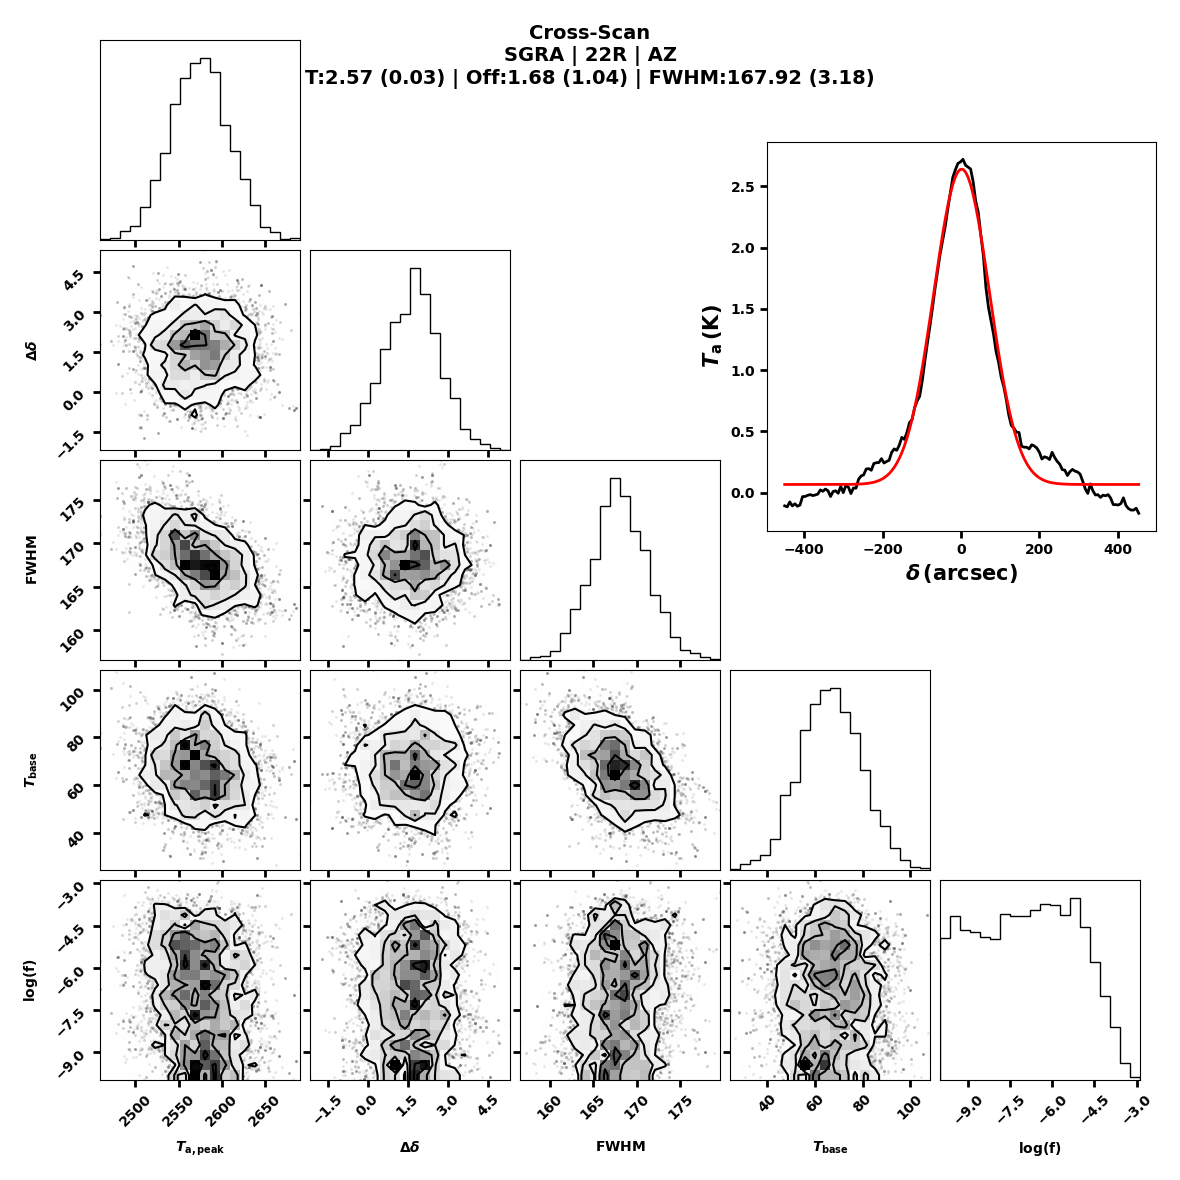 Cross-Scan
SGRA | 22R | AZ
T:2.57 (0.03) | Off:1.68 (1.04) | FWHM:167.92 (3.18)
2.5
2.0
1.5
1.0
0.5
0.0
Ta (K)
−400 −200 0 200 400
δ (arcsec)
4.5
3.0
1.5
0.0
−1.5
Δδ
175
170
165
160
FWHM
100
80
60
40
Tbase
−3.0
−4.5
−6.0
−7.5
−9.0
log(f)
2500 2550 2600 2650
−1.5 0.0 1.5 3.0 4.5
160 165 170 175
40 60 80 100
−9.0 −7.5 −6.0 −4.5 −3.0
Ta,peak
Δδ
FWHM
Tbase
log(f)